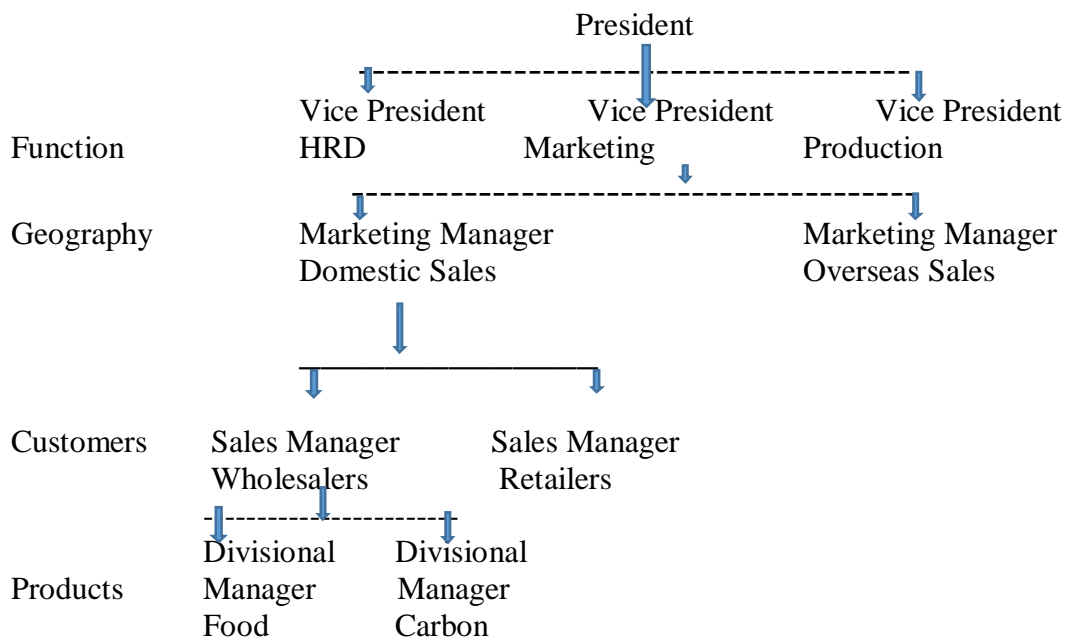 President
Vice President Vice President Vice President
Function HRD Marketing Production
Geography Marketing Manager Marketing Manager
Domestic Sales Overseas Sales
Customers Sales Manager Sales Manager
Wholesalers Retailers
Divisional Divisional
Products Manager Manager
Food Carbon